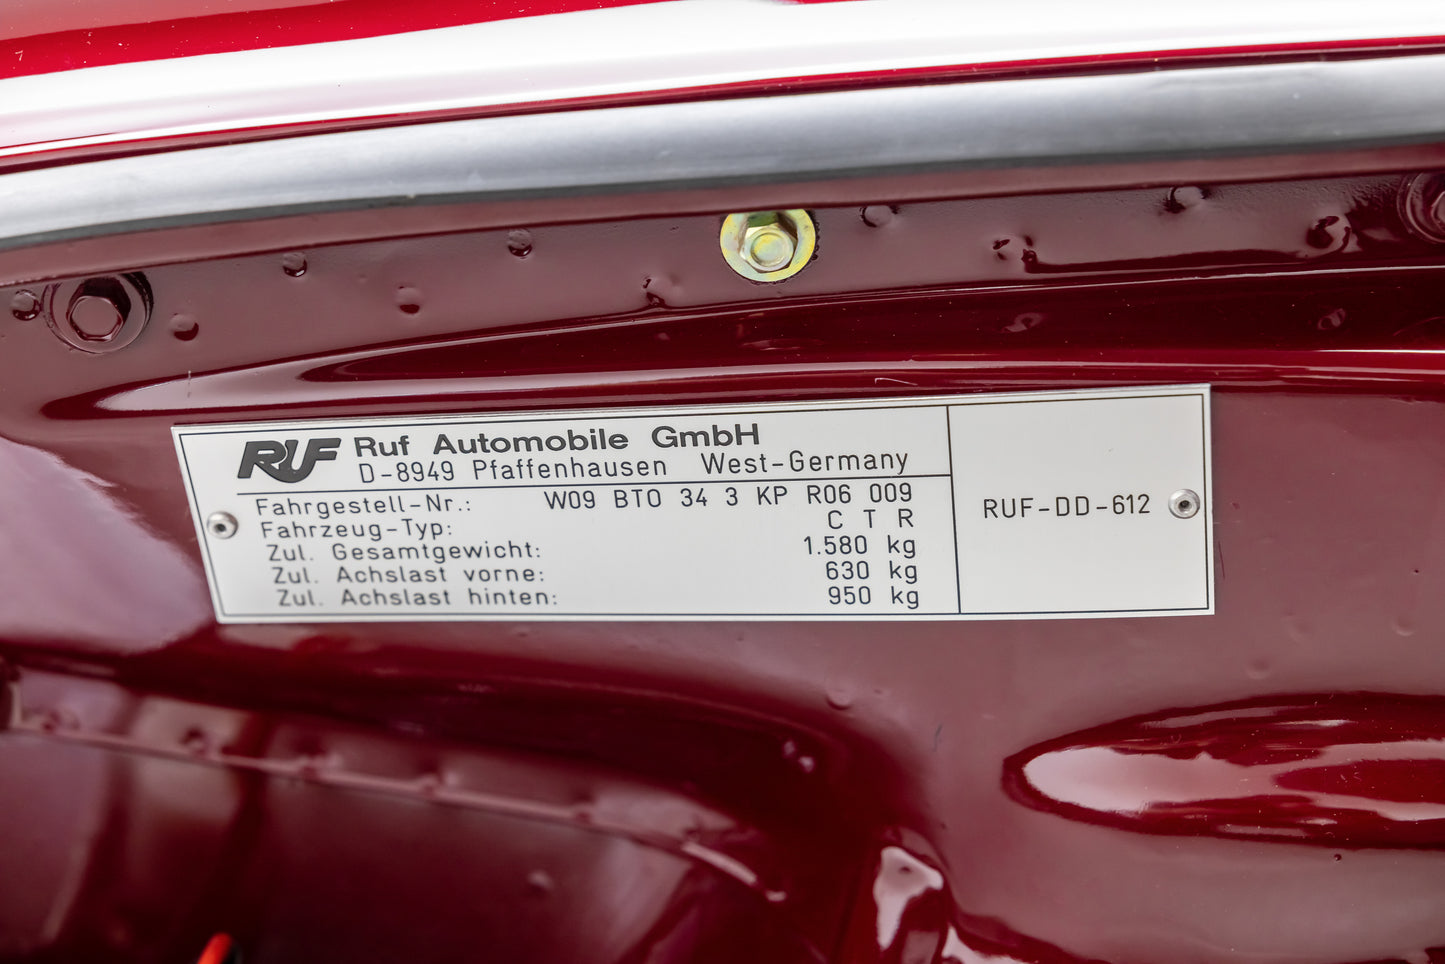 RUF Ruf Automobile GmbH
D-8949 Pfaffenhausen West-Germany
Fahrgestell-Nr.: W09 BTO 34 3 KP R06 009
Fahrzeug-Typ: C T R
Zul. Gesamtgewicht: 1.580 kg
Zul. Achslast vorne: 630 kg
Zul. Achslast hinten: 950 kg
RUF-DD-612